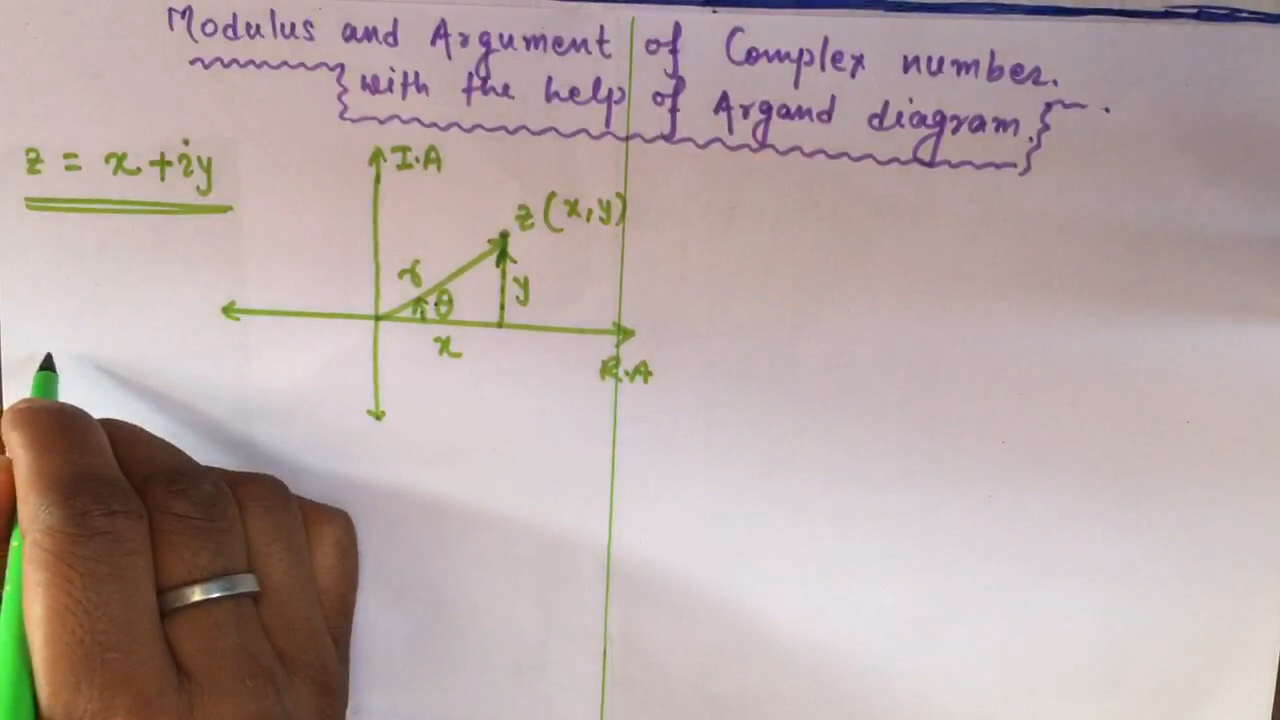 Modulus and Argument of Complex number.
with the help of Argand diagram.
z = x+iy
I.A
z(x,y)
r
θ
y
x
R.A